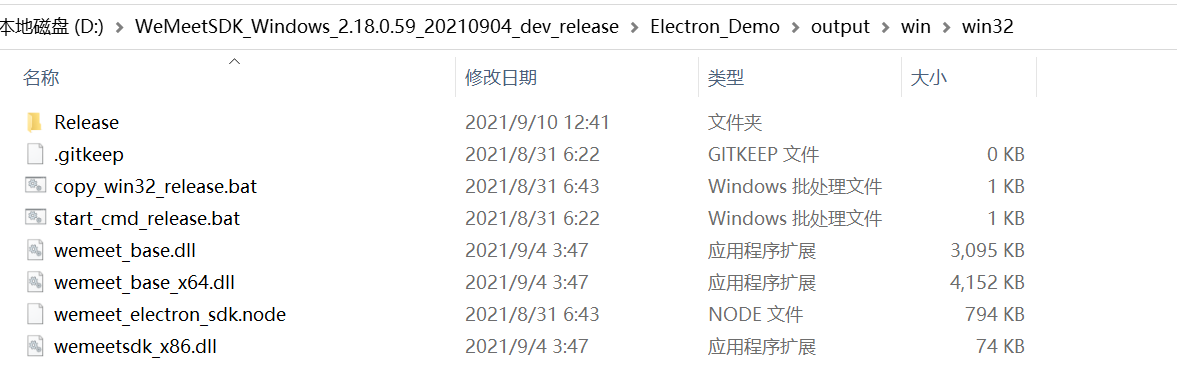 本地磁盘 (D:) > WeMeetSDK_Windows_2.18.0.59_20210904_dev_release > Electron_Demo > output > win > win32
名称 修改日期 类型 大小
Release 2021/9/10 12:41 文件夹
.gitkeep 2021/8/31 6:22 GITKEEP 文件 0 KB
copy_win32_release.bat 2021/8/31 6:43 Windows 批处理文件 1 KB
start_cmd_release.bat 2021/8/31 6:22 Windows 批处理文件 1 KB
wemeet_base.dll 2021/9/4 3:47 应用程序扩展 3,095 KB
wemeet_base_x64.dll 2021/9/4 3:47 应用程序扩展 4,152 KB
wemeet_electron_sdk.node 2021/8/31 6:43 NODE 文件 794 KB
wemeetsdk_x86.dll 2021/9/4 3:47 应用程序扩展 74 KB